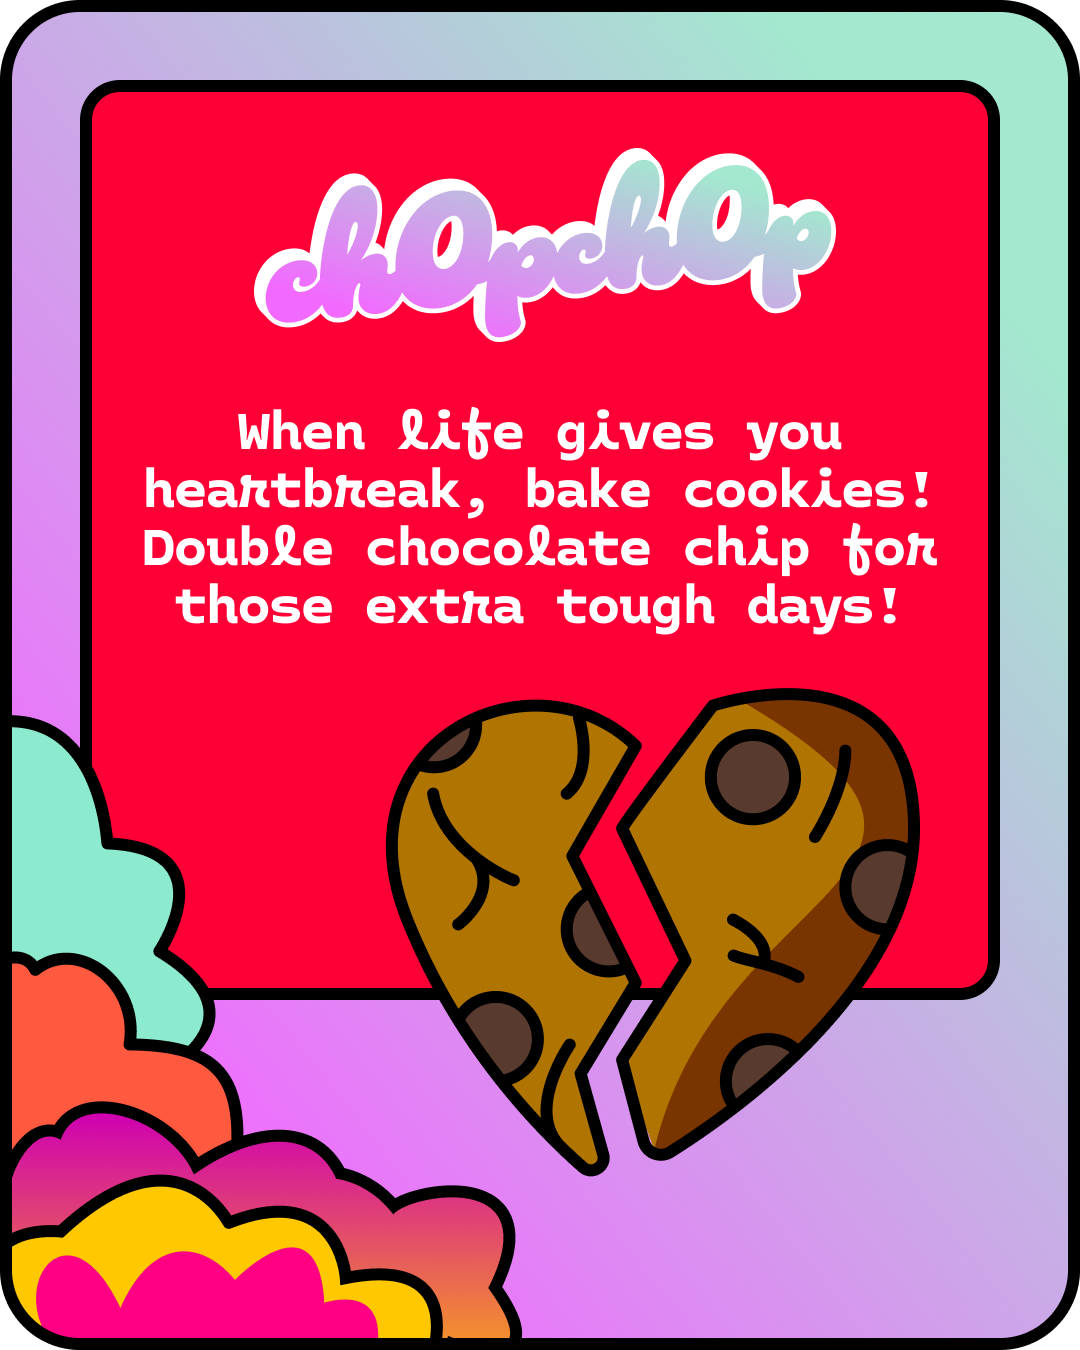 chOpchOp
When life gives you
heartbreak, bake cookies!
Double chocolate chip for
those extra tough days!